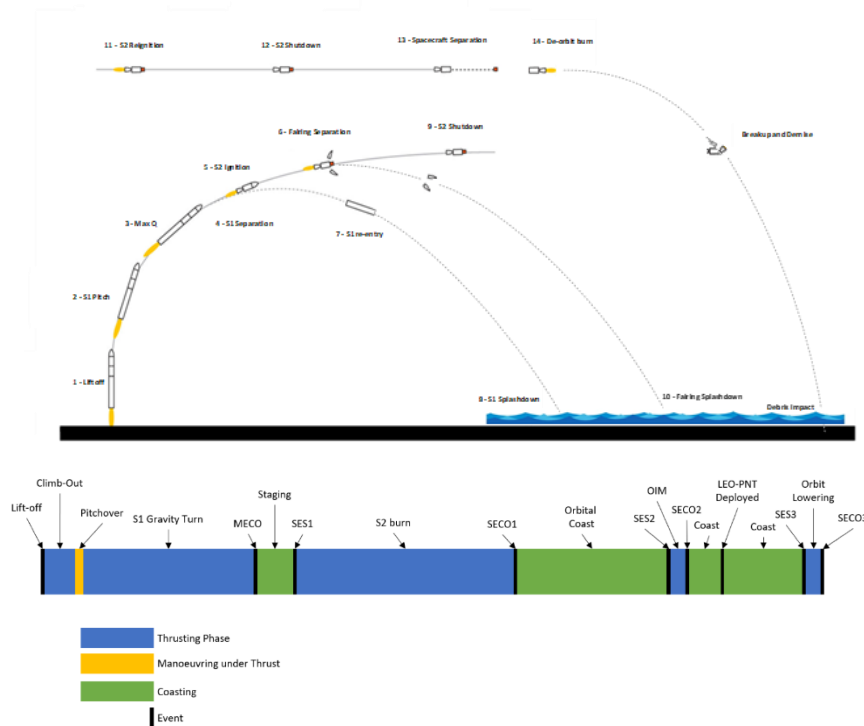 11 - S2 Reignition
12 - S2 Shutdown
13 - Spacecraft Separation
14 - De-orbit burn
6 - Fairing Separation
9 - S2 Shutdown
Breakup and Demise
5 - S2 Ignition
3 - Max Q
4 - S1 Separation
7 - S1 re-entry
2 - S1 Pitch
1 - Lift off
8 - S1 Splashdown
10 - Fairing Splashdown
Debris Impact
Lift-off
Climb-Out
Pitchover
S1 Gravity Turn
MECO
Staging
SES1
S2 burn
SECO1
Orbital
Coast
SES2
OIM
SECO2
Coast
LEO-PNT
Deployed
Coast
SES3
Orbit
Lowering
SECO3
Thrusting Phase
Manoeuvring under Thrust
Coasting
Event